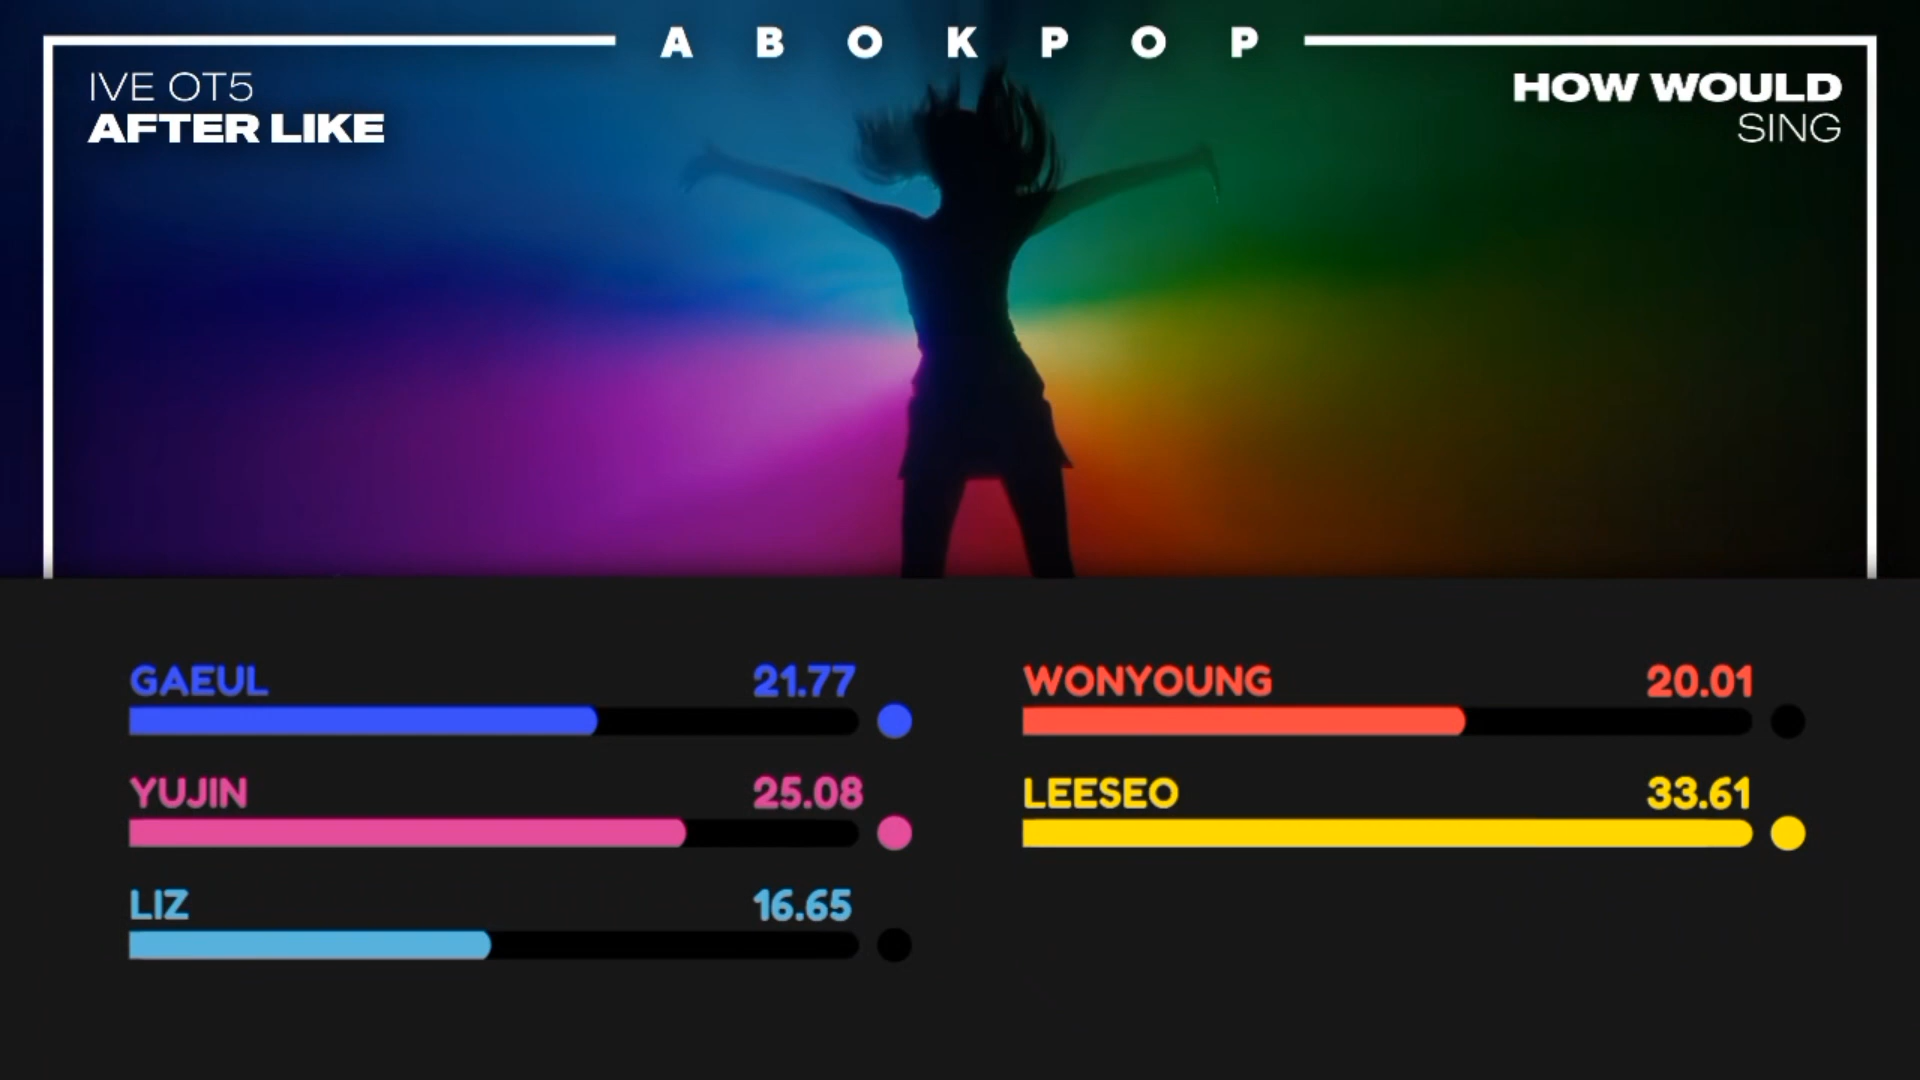 ABOKPOP
IVE OT5
AFTER LIKE
HOW WOULD
SING
GAEUL 21.77
YUJIN 25.08
LIZ 16.65
WONYOUNG 20.01
LEESEO 33.61